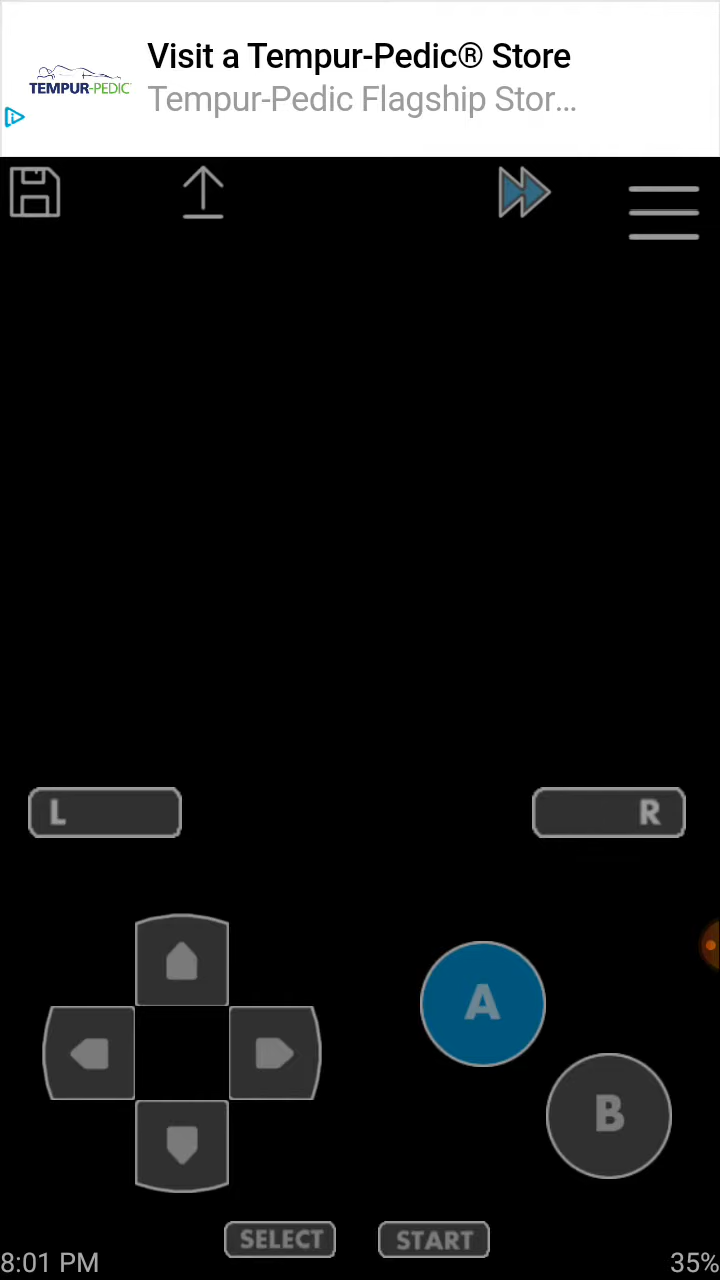 Visit a Tempur-Pedic® Store
TEMPUR-PEDIC
Tempur-Pedic Flagship Stor...
L
R
A
B
SELECT
START
8:01 PM
35%